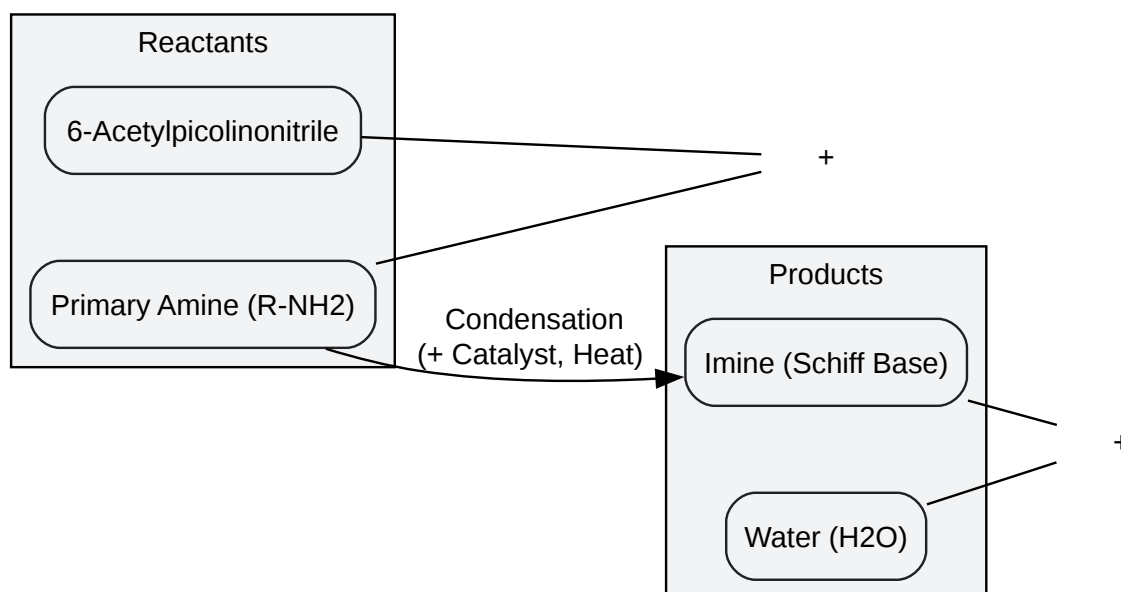 Reactants
6-Acetylpicolinonitrile
+
Primary Amine (R-NH2)
Products
Condensation
(+ Catalyst, Heat)
Imine (Schiff Base)
+
Water (H2O)